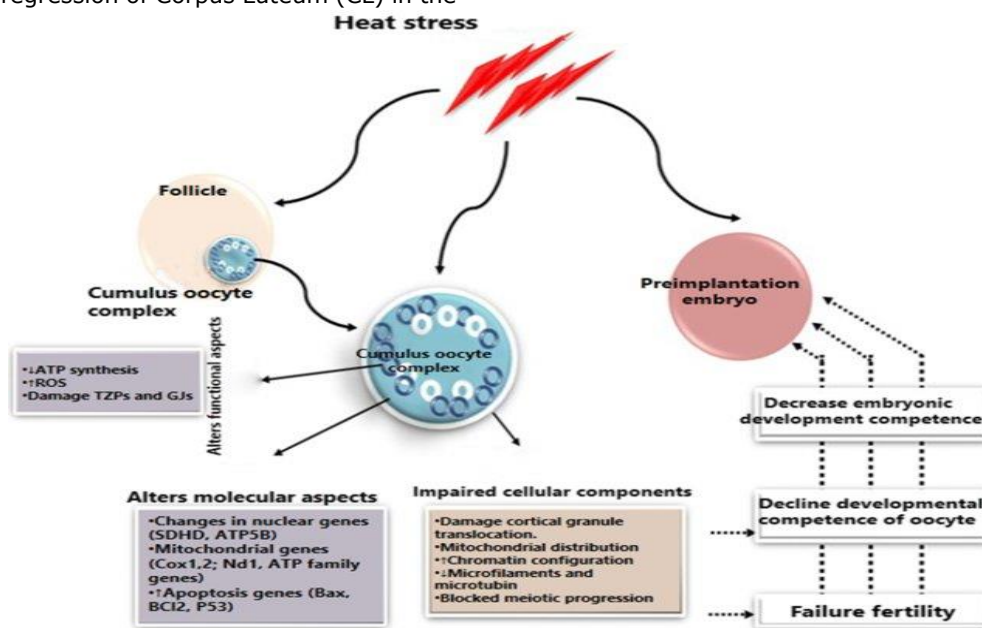 regression of Corpus Luteum (CL) in the
Heat stress
Follicle
Cumulus oocyte
complex
Cumulus oocyte
complex
Preimplantation
embryo
•↓ATP synthesis
•↑ROS
•Damage TZPs and GJs
Alters functional aspects
Alters molecular aspects
•Changes in nuclear genes
(SDHD, ATP5B)
•Mitochondrial genes
(Cox1,2; Nd1, ATP family
genes)
•↑Apoptosis genes (Bax,
BCl2, P53)
Impaired cellular components
•Damage cortical granule
translocation.
•Mitochondrial distribution
•↑Chromatin configuration
•↓Microfilaments and
microtubin
•Blocked meiotic progression
Decrease embryonic
development competence
Decline developmental
competence of oocyte
Failure fertility